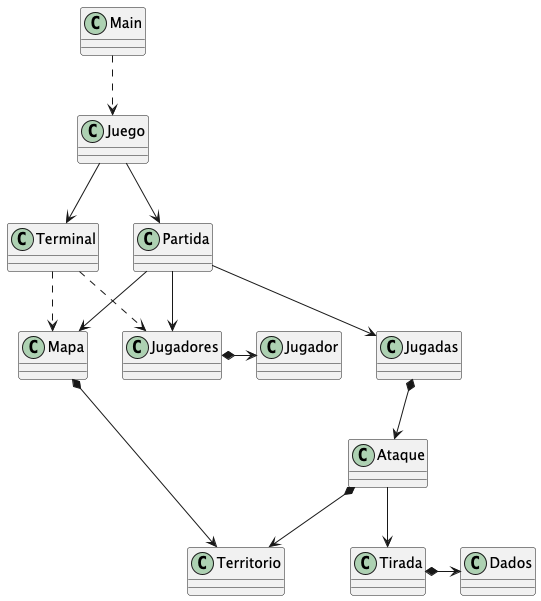 C Main
C Juego
C Terminal
C Partida
C Mapa
C Jugadores
C Jugador
C Jugadas
C Ataque
C Territorio
C Tirada
C Dados